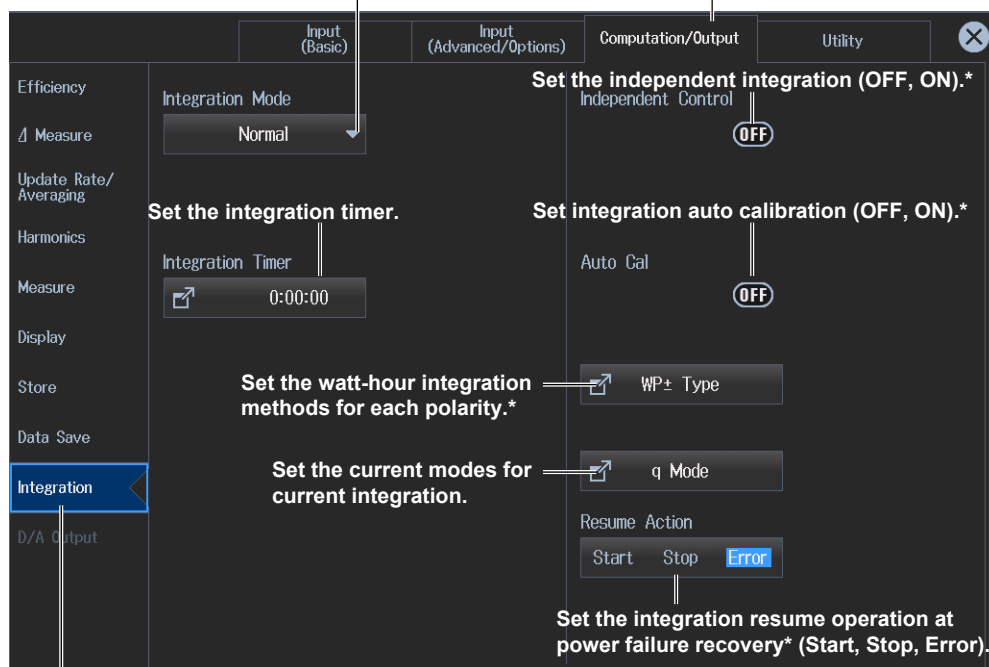 Input
(Basic)
Input
(Advanced/Options)
Computation/Output
Utility
Efficiency
⊿ Measure
Update Rate/
Averaging
Harmonics
Measure
Display
Store
Data Save
Integration
D/A Output
Integration Mode
Normal
Set the integration timer.
Integration Timer
0:00:00
Set the independent integration (OFF, ON).*
Independent Control
OFF
Set integration auto calibration (OFF, ON).*
Auto Cal
OFF
Set the watt-hour integration
methods for each polarity.*
WP± Type
Set the current modes for
current integration.
q Mode
Resume Action
Start Stop Error
Set the integration resume operation at
power failure recovery* (Start, Stop, Error).